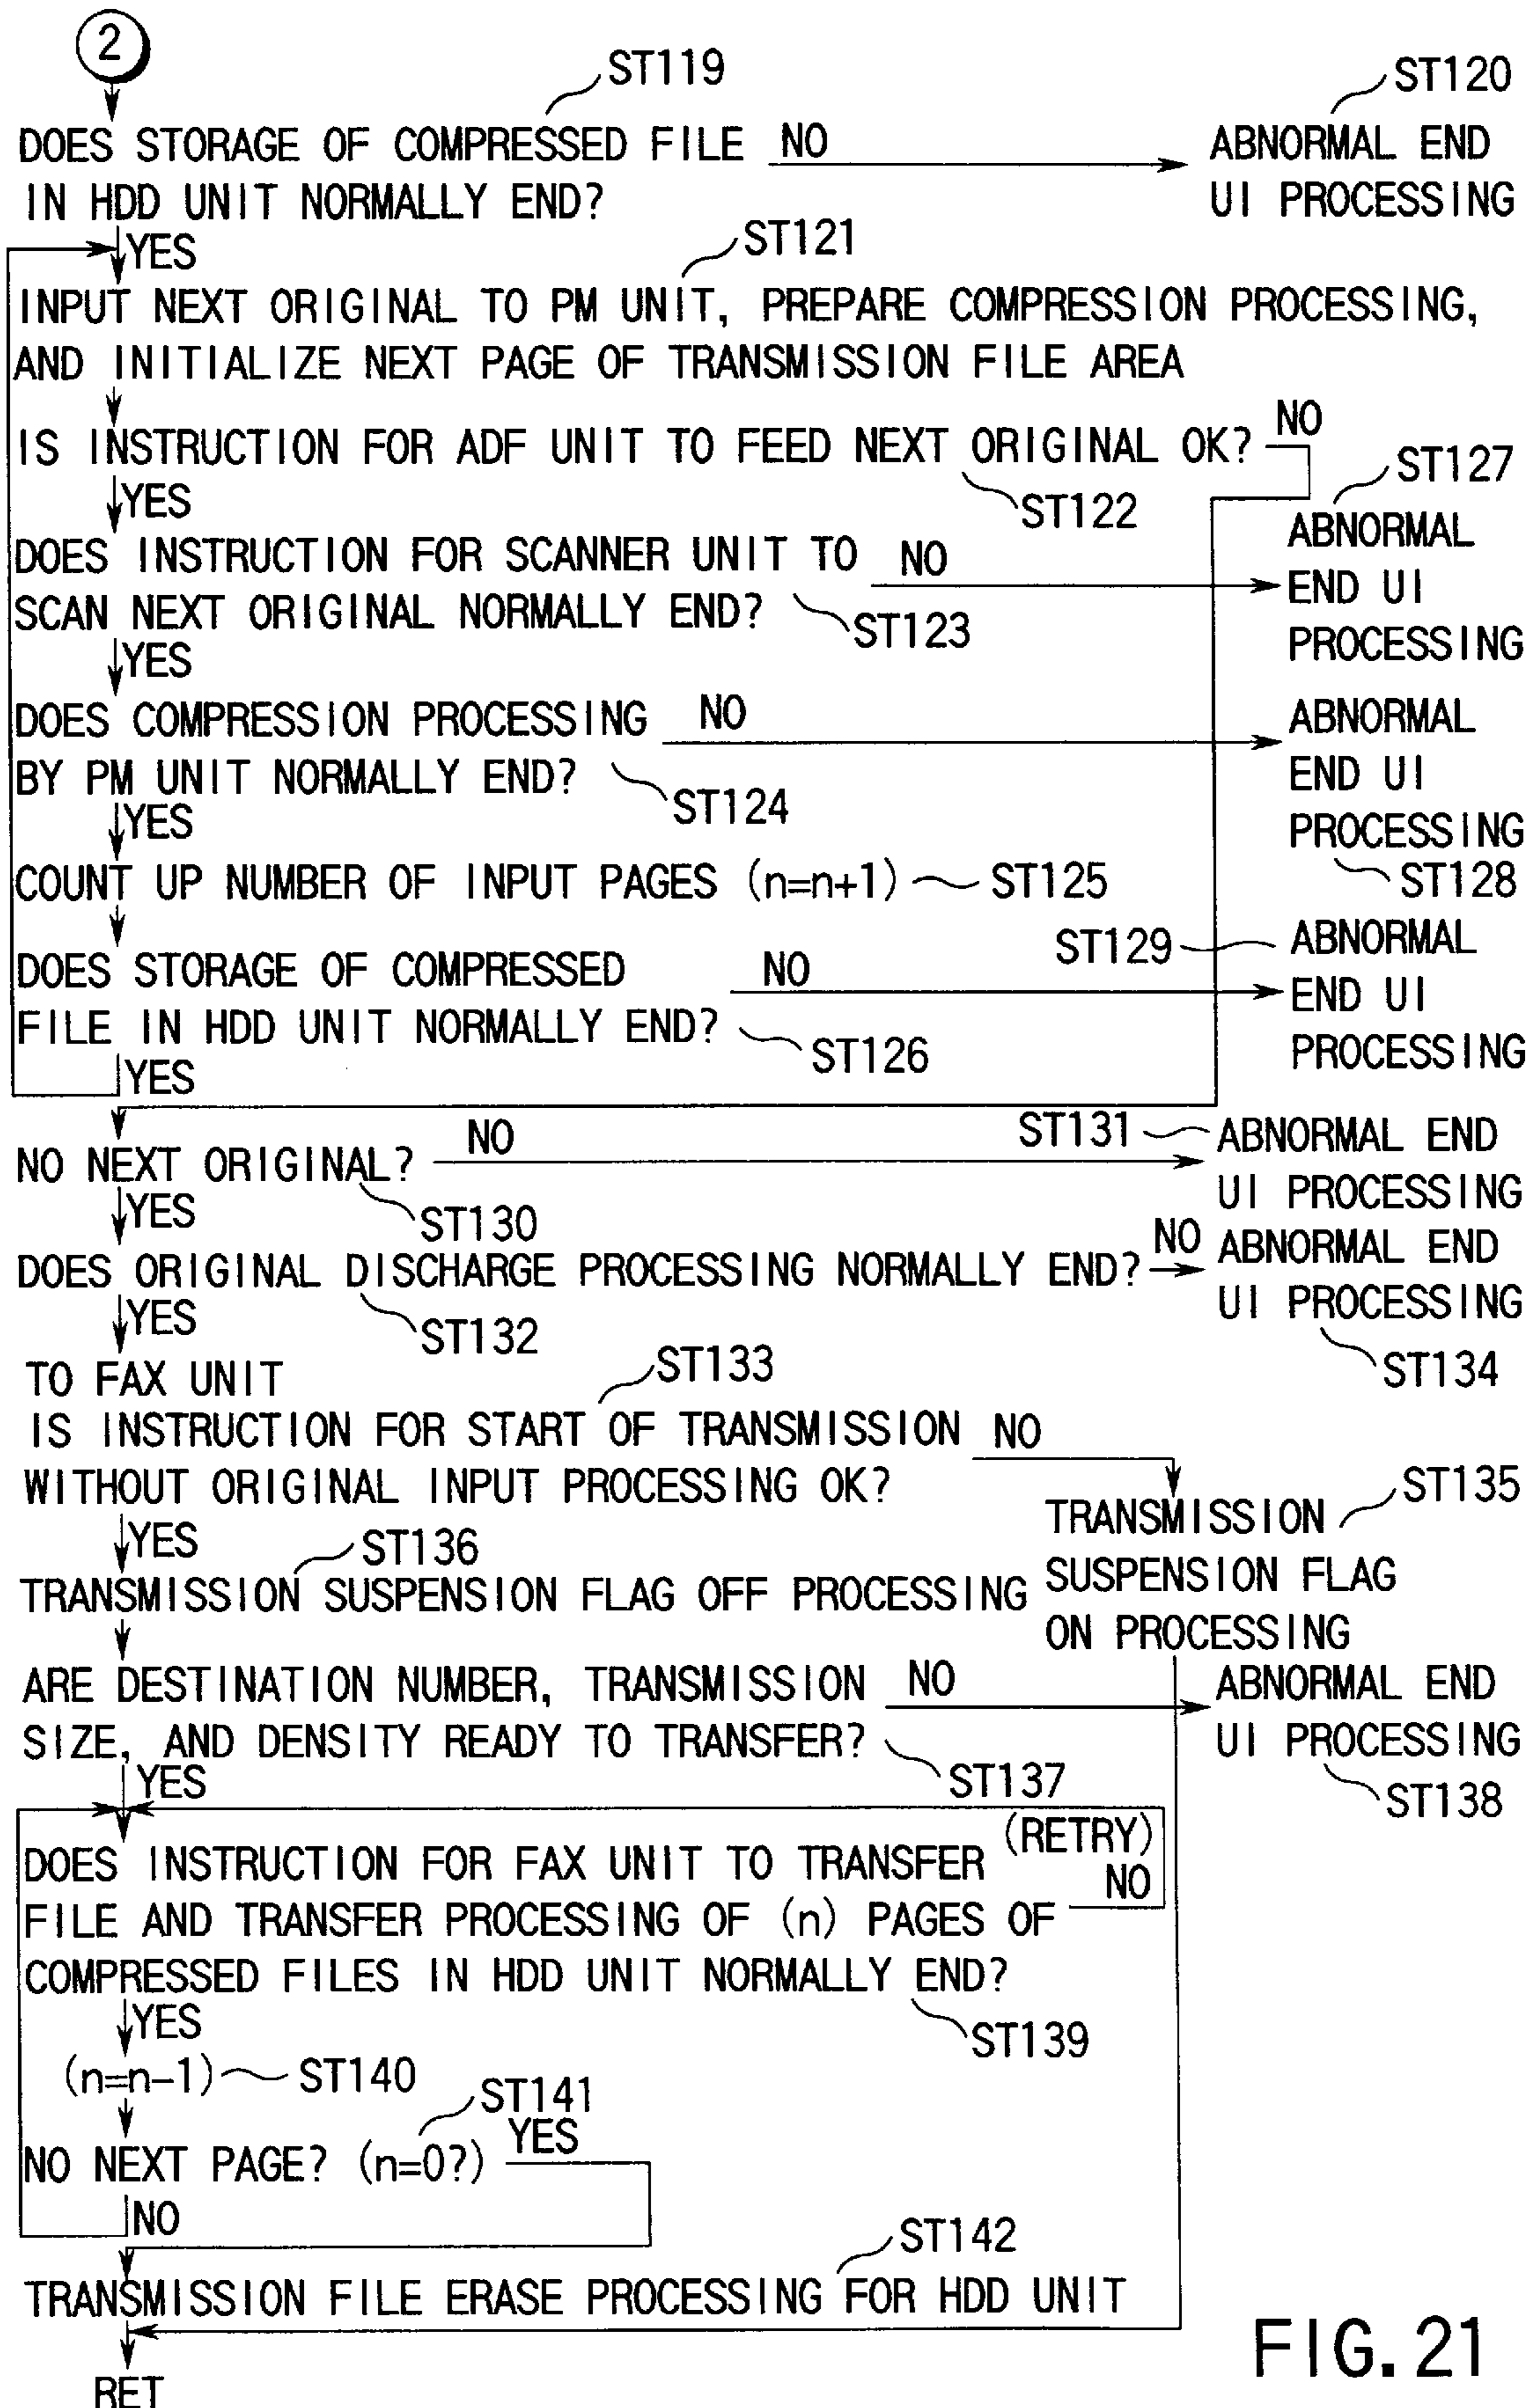 2
ST119
ST120
DOES STORAGE OF COMPRESSED FILE NO
IN HDD UNIT NORMALLY END?
ABNORMAL END
UI PROCESSING
YES
ST121
INPUT NEXT ORIGINAL TO PM UNIT, PREPARE COMPRESSION PROCESSING,
AND INITIALIZE NEXT PAGE OF TRANSMISSION FILE AREA
IS INSTRUCTION FOR ADF UNIT TO FEED NEXT ORIGINAL OK? NO
YES
ST122
ST127
DOES INSTRUCTION FOR SCANNER UNIT TO NO
SCAN NEXT ORIGINAL NORMALLY END?
ST123
ABNORMAL
END UI
PROCESSING
YES
DOES COMPRESSION PROCESSING NO
BY PM UNIT NORMALLY END?
ST124
ABNORMAL
END UI
PROCESSING
ST128
YES
COUNT UP NUMBER OF INPUT PAGES (n=n+1) ST125
DOES STORAGE OF COMPRESSED NO
FILE IN HDD UNIT NORMALLY END?
ST126
ST129
ABNORMAL
END UI
PROCESSING
YES
NO NEXT ORIGINAL? NO
ST130
ST131
ABNORMAL END
UI PROCESSING
YES
DOES ORIGINAL DISCHARGE PROCESSING NORMALLY END? NO
ST132
ABNORMAL END
UI PROCESSING
ST134
YES
TO FAX UNIT
ST133
IS INSTRUCTION FOR START OF TRANSMISSION NO
WITHOUT ORIGINAL INPUT PROCESSING OK?
ST135
TRANSMISSION
SUSPENSION FLAG
ON PROCESSING
YES
ST136
TRANSMISSION SUSPENSION FLAG OFF PROCESSING
ARE DESTINATION NUMBER, TRANSMISSION NO
SIZE, AND DENSITY READY TO TRANSFER?
ST137
ABNORMAL END
UI PROCESSING
ST138
YES
(RETRY)
NO
DOES INSTRUCTION FOR FAX UNIT TO TRANSFER
FILE AND TRANSFER PROCESSING OF (n) PAGES OF
COMPRESSED FILES IN HDD UNIT NORMALLY END?
ST139
YES
(n=n-1) ST140
ST141
NO NEXT PAGE? (n=0?) YES
NO
ST142
TRANSMISSION FILE ERASE PROCESSING FOR HDD UNIT
RET
FIG. 21